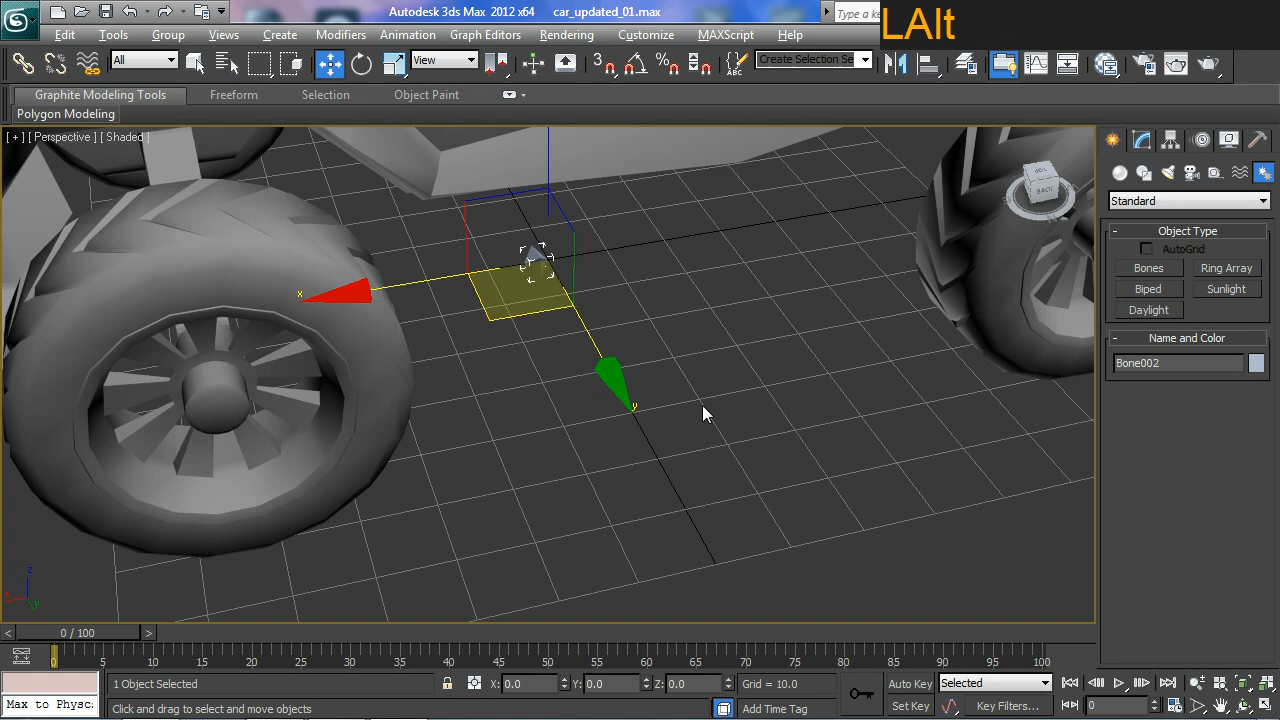 Autodesk 3ds Max 2012 x64 car_updated_01.max
Type a ke
LAlt
Edit Tools Group Views Create Modifiers Animation Graph Editors Rendering Customize MAXScript Help
All
View
3
Create Selection Se
Graphite Modeling Tools Freeform Selection Object Paint
Polygon Modeling
[ + ] [ Perspective ] [ Shaded ]
BACK
Standard
- Object Type
AutoGrid
Bones Ring Array
Biped Sunlight
Daylight
- Name and Color
Bone002
x
y
z
x
y
< 0 / 100 >
0 5 10 15 20 25 30 35 40 45 50 55 60 65 70 75 80 85 90 95 100
1 Object Selected X: 0.0 Y: 0.0 Z: 0.0 Grid = 10.0 Auto Key Selected
Max to Physc
Click and drag to select and move objects Add Time Tag Set Key Key Filters... 0